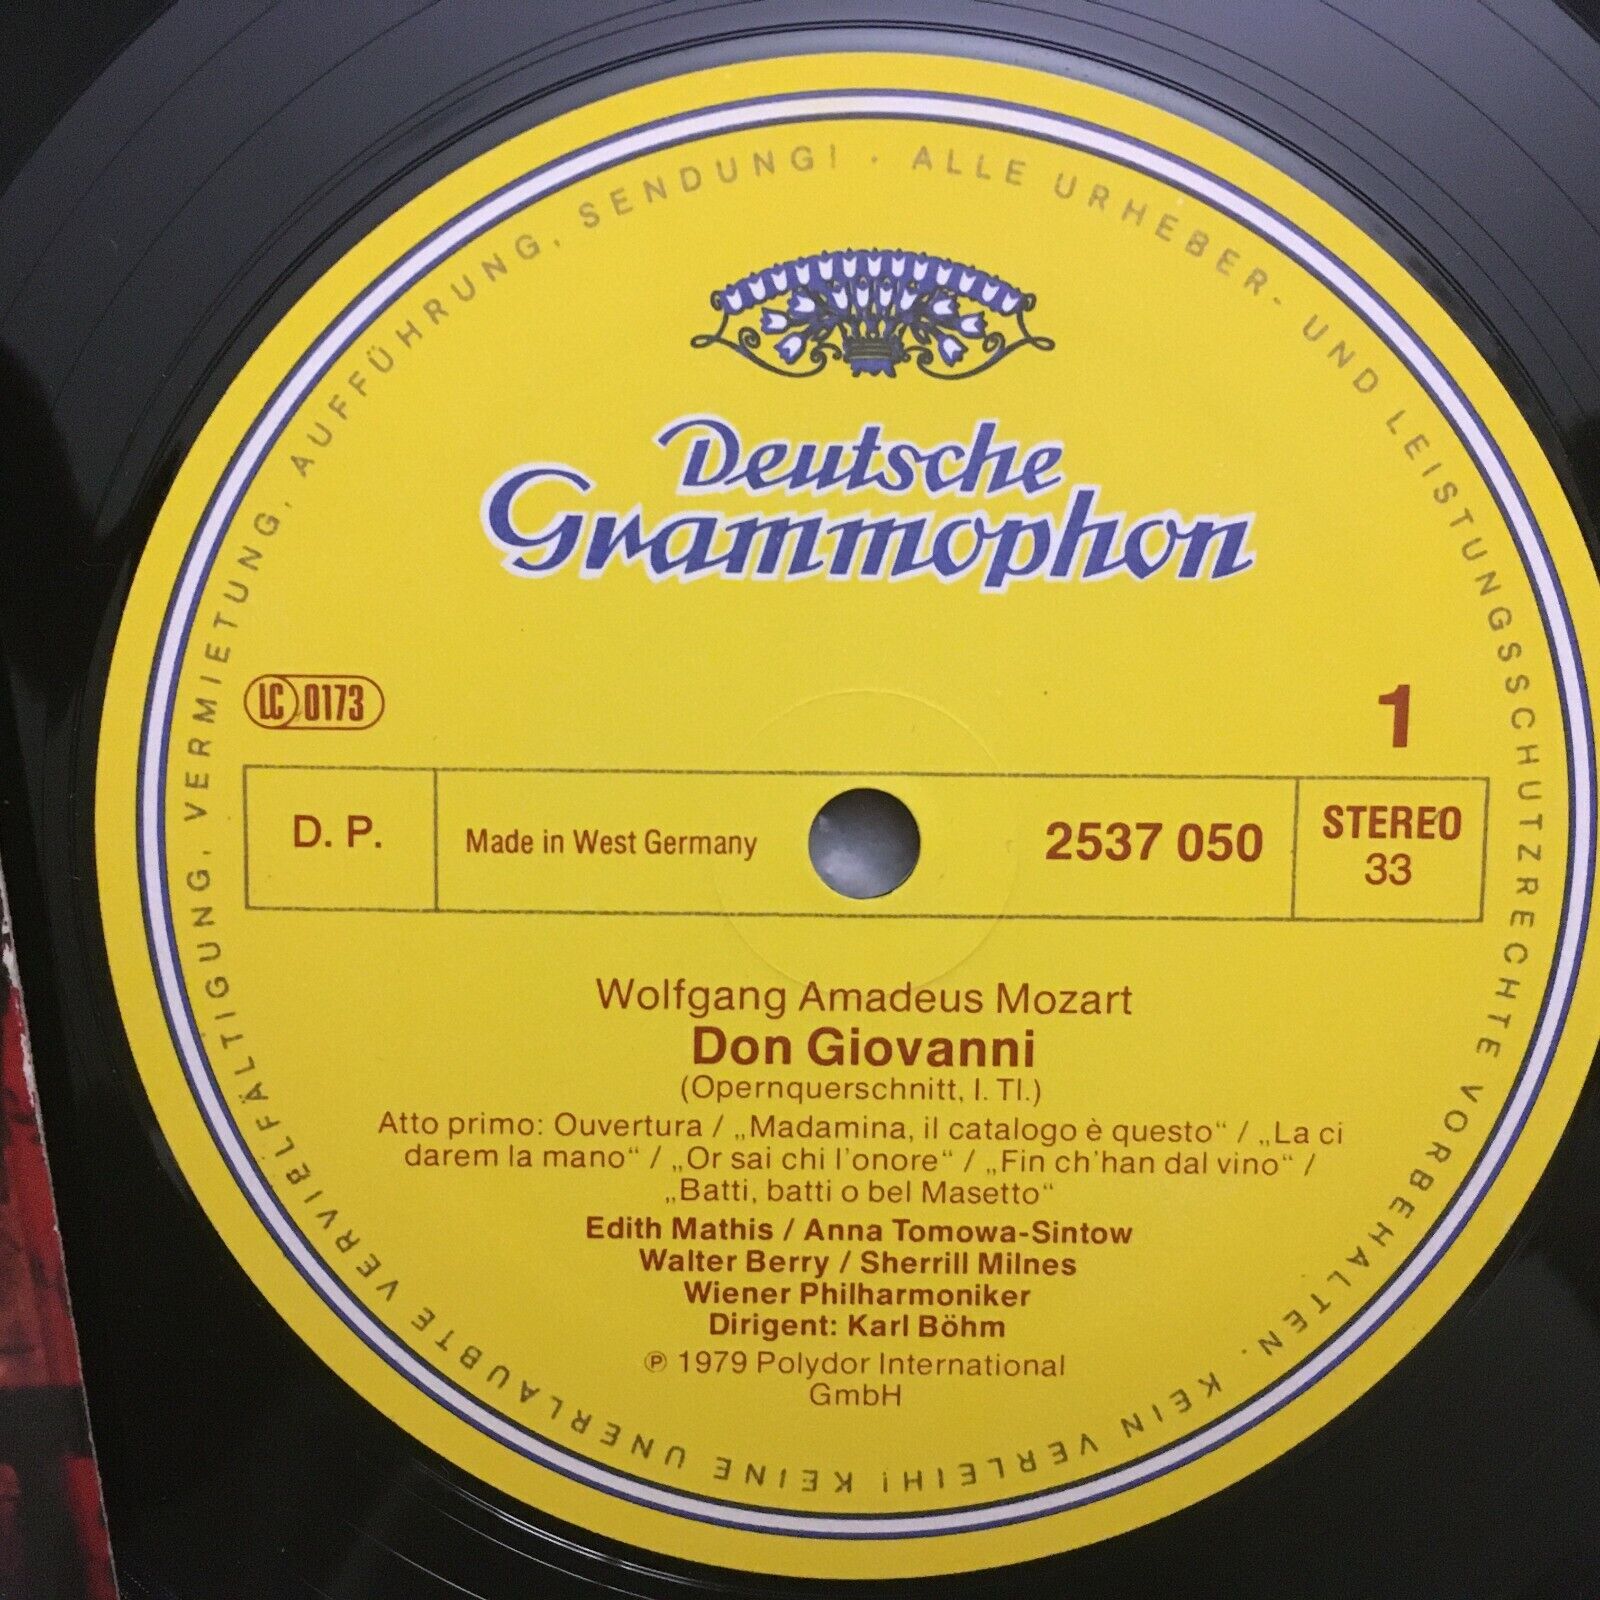 ALLE URHEBER- UND LEISTUNGSSCHUTZRECHTE VORBEHALTEN. KEIN VERLEIH! KEINE UNERLAUBTE VERVIELFÄLTIGUNG, VERMIETUNG, AUFFÜHRUNG, SENDUNG! ·
Deutsche
Grammophon
LC 0173
1
D. P.
Made in West Germany
2537 050
STEREO
33
Wolfgang Amadeus Mozart
Don Giovanni
(Opernquerschnitt, I. Tl.)
Atto primo: Ouvertura / „Madamina, il catalogo è questo“ / „La ci
darem la mano“ / „Or sai chi l'onore“ / „Fin ch'han dal vino“ /
„Batti, batti o bel Masetto“
Edith Mathis / Anna Tomowa-Sintow
Walter Berry / Sherrill Milnes
Wiener Philharmoniker
Dirigent: Karl Böhm
℗ 1979 Polydor International
GmbH